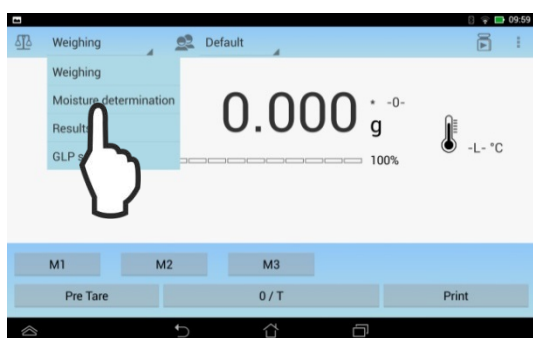 09:59
Weighing Default
Weighing
Moisture determination
Results
GLP s
0.000 g * -0-
-L- °C
100%
M1 M2 M3
Pre Tare 0 / T Print